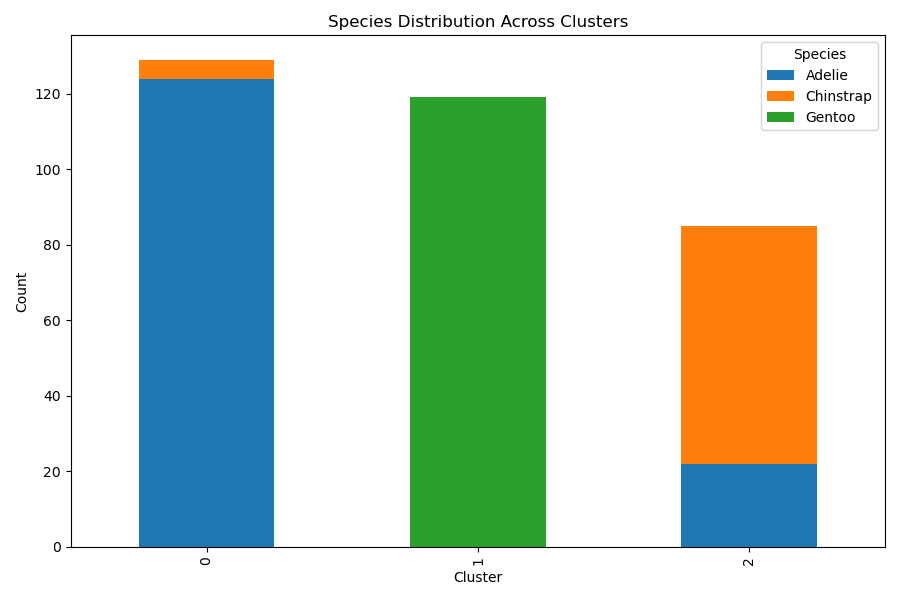 Species Distribution Across Clusters
Species
Adelie
Chinstrap
Gentoo
Count
120
100
80
60
40
20
0
0
1
2
Cluster